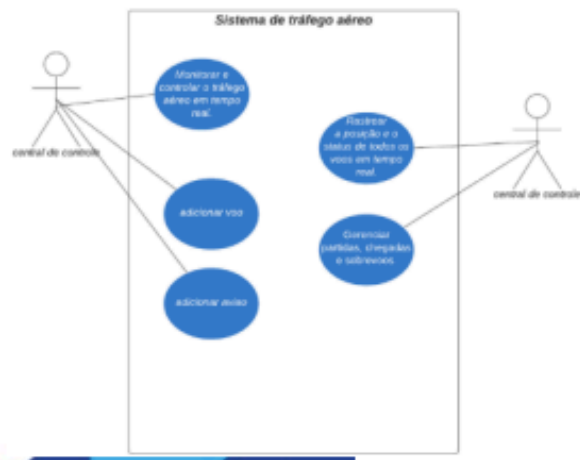 Sistema de tráfego aéreo
Monitorar e
controlar o tráfego
aéreo em tempo
real.
central de controle
adicionar voo
adicionar aviso
Rastrear
a posição e o
status de todos os
voos em tempo
real.
Gerenciar
partidas, chegadas
e sobrevoos
central de controle